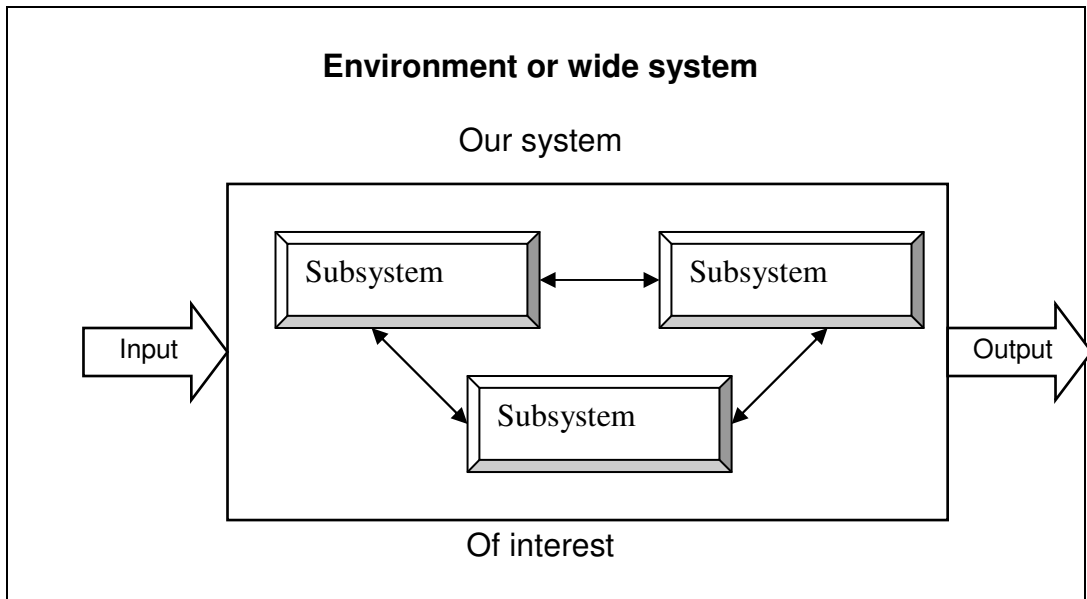 Environment or wide system
Our system
Subsystem
Subsystem
Input
Output
Subsystem
Of interest